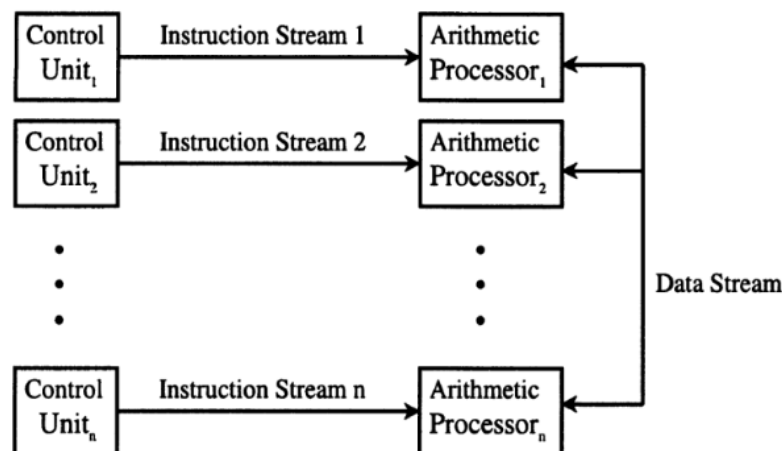 Control
Unit₁
Instruction Stream 1
Arithmetic
Processor₁
Control
Unit₂
Instruction Stream 2
Arithmetic
Processor₂
Data Stream
Control
Unitₙ
Instruction Stream n
Arithmetic
Processorₙ